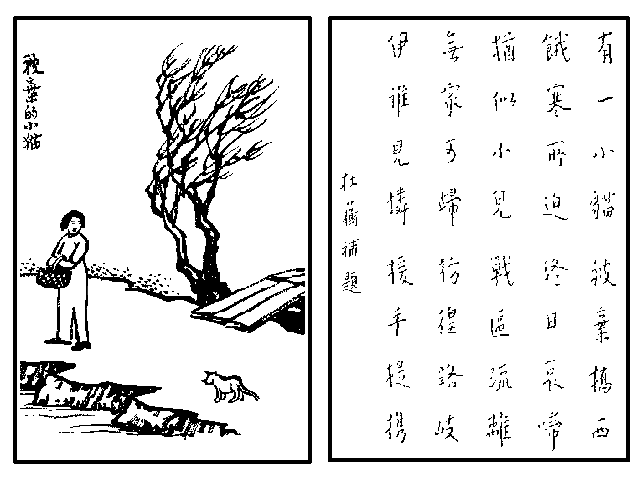 被棄的小猫
有一小貓被棄橋西
餓寒所迫終日哀啼
猶似小兒戰區流離
無家可歸彷徨路歧
伊誰見憐援手提携
杜蘅補題